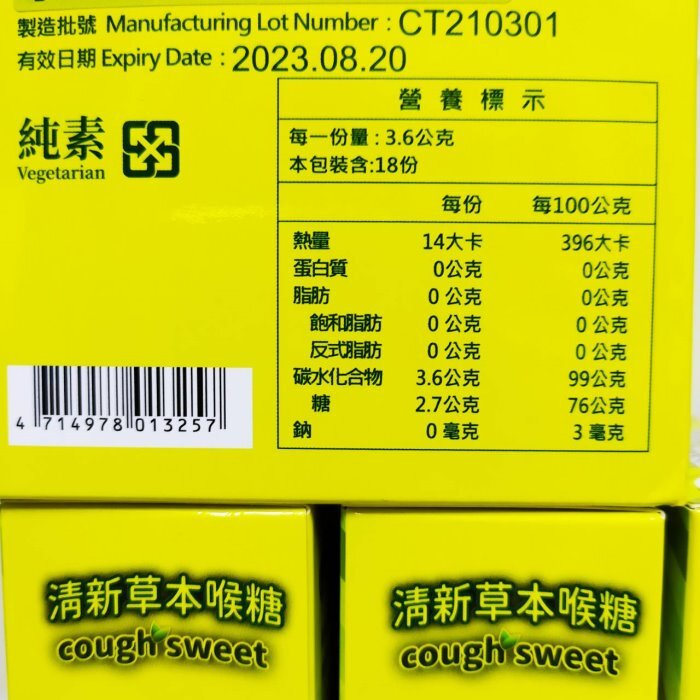 製造批號 Manufacturing Lot Number : CT210301
有效日期 Expiry Date : 2023.08.20
純素
Vegetarian
營養標示
每一份量 : 3.6公克
本包裝含:18份
每份 每100公克
熱量 14大卡 396大卡
蛋白質 0公克 0公克
脂肪 0公克 0公克
飽和脂肪 0公克 0公克
反式脂肪 0公克 0公克
碳水化合物 3.6公克 99公克
糖 2.7公克 76公克
鈉 0毫克 3毫克
4 714978 013257
清新草本喉糖
cough sweet
清新草本喉糖
cough sweet